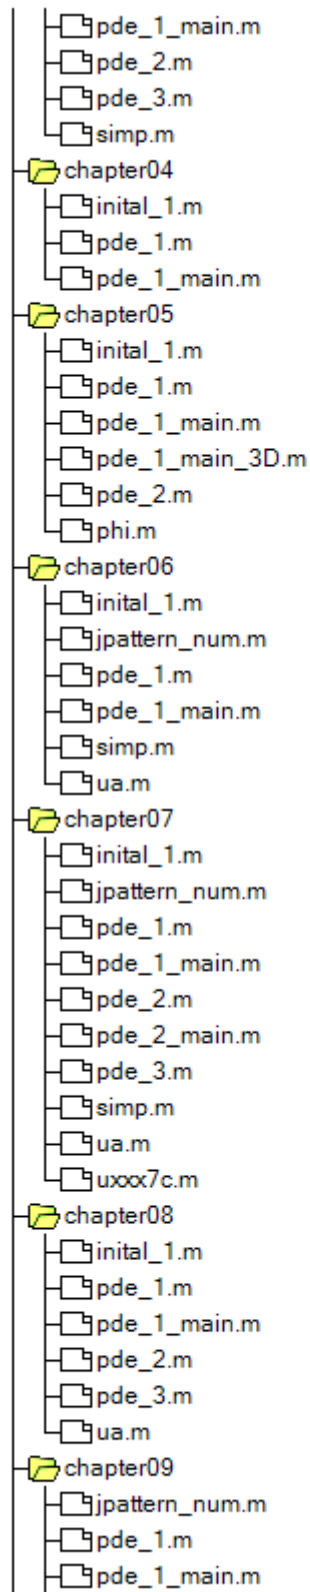 pde_1_main.m
pde_2.m
pde_3.m
simp.m
chapter04
inital_1.m
pde_1.m
pde_1_main.m
chapter05
inital_1.m
pde_1.m
pde_1_main.m
pde_1_main_3D.m
pde_2.m
phi.m
chapter06
inital_1.m
jpattern_num.m
pde_1.m
pde_1_main.m
simp.m
ua.m
chapter07
inital_1.m
jpattern_num.m
pde_1.m
pde_1_main.m
pde_2.m
pde_2_main.m
pde_3.m
simp.m
ua.m
uxxx7c.m
chapter08
inital_1.m
pde_1.m
pde_1_main.m
pde_2.m
pde_3.m
ua.m
chapter09
jpattern_num.m
pde_1.m
pde_1_main.m